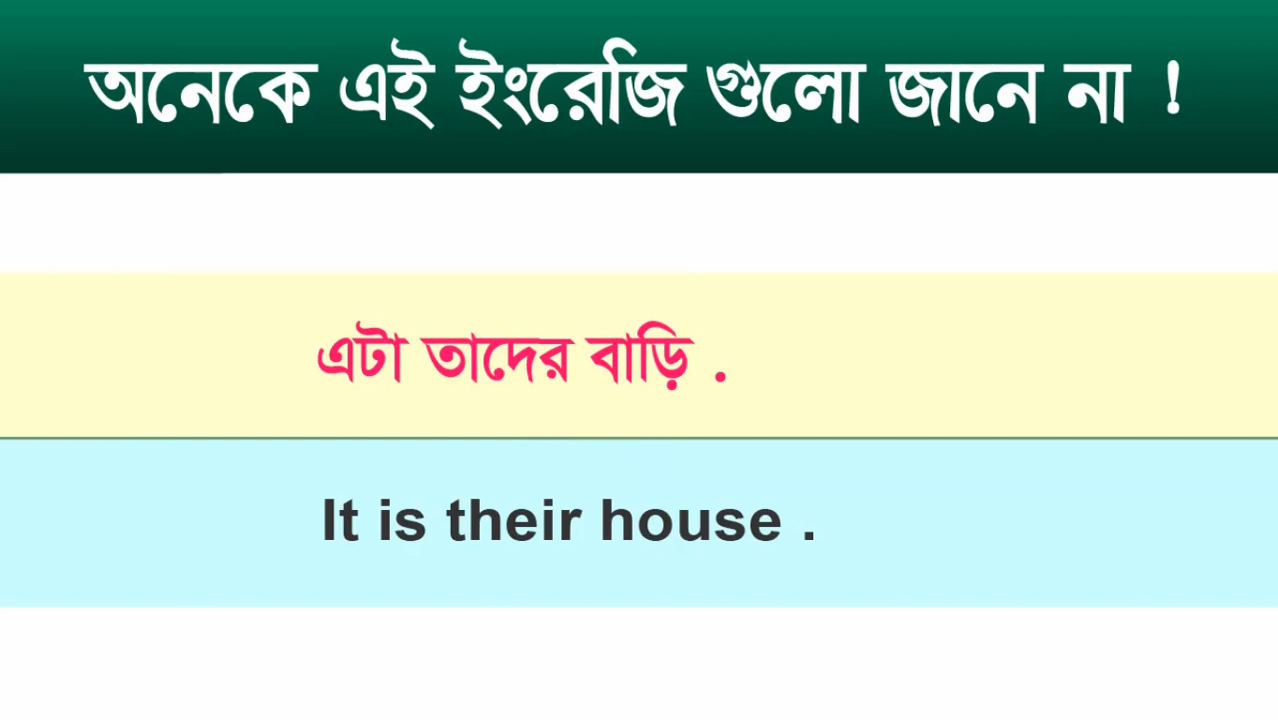 অনেকে এই ইংরেজি গুলো জানে না !
এটা তাদের বাড়ি .
It is their house .